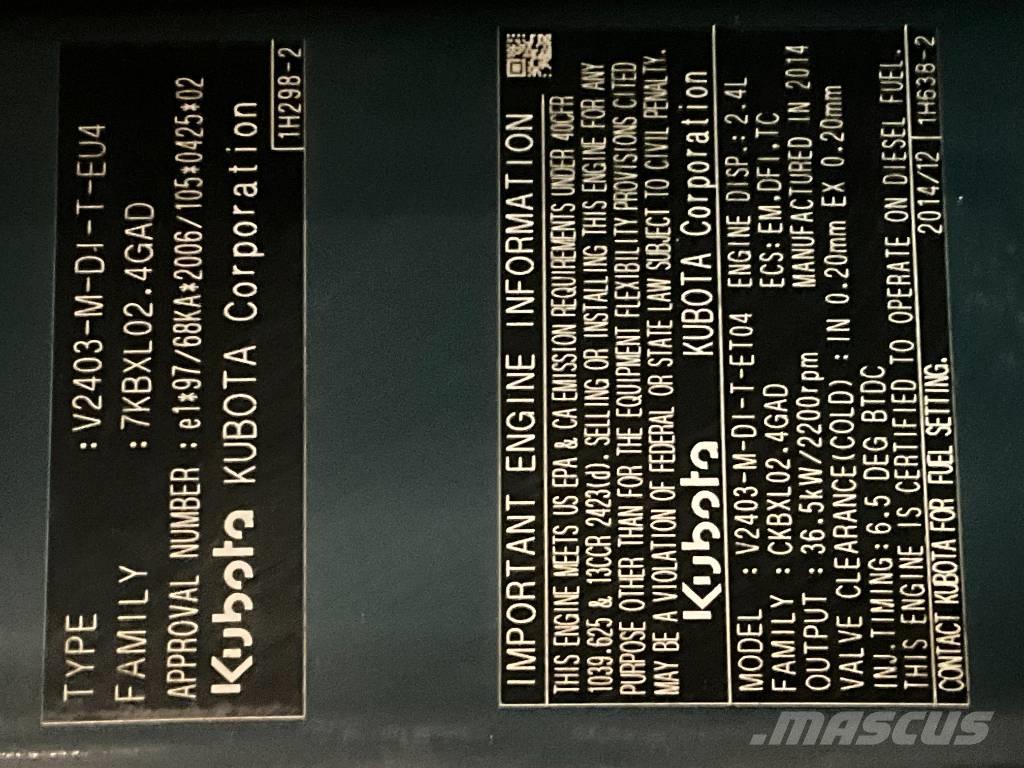 TYPE : V2403-M-DI-T-EU4
FAMILY : 7KBXL02.4GAD
APPROVAL NUMBER : e1*97/68KA*2006/105*0425*02
Kubota KUBOTA Corporation
1H298-2
IMPORTANT ENGINE INFORMATION
THIS ENGINE MEETS US EPA & CA EMISSION REQUIREMENTS UNDER 40CFR
1039.625 & 13CCR 2423(d). SELLING OR INSTALLING THIS ENGINE FOR ANY
PURPOSE OTHER THAN FOR THE EQUIPMENT FLEXIBILITY PROVISIONS CITED
MAY BE A VIOLATION OF FEDERAL OR STATE LAW SUBJECT TO CIVIL PENALTY.
Kubota KUBOTA Corporation
MODEL : V2403-M-DI-T-ET04 ENGINE DISP.: 2.4L
FAMILY : CKBXL02.4GAD ECS:EM.DFI.TC
OUTPUT : 36.5kW/2200rpm MANUFACTURED IN 2014
VALVE CLEARANCE(COLD) : IN 0.20mm EX 0.20mm
INJ.TIMING:6.5 DEG BTDC
THIS ENGINE IS CERTIFIED TO OPERATE ON DIESEL FUEL.
CONTACT KUBOTA FOR FUEL SETTING. 2014/12 1H638-2
MASCUS